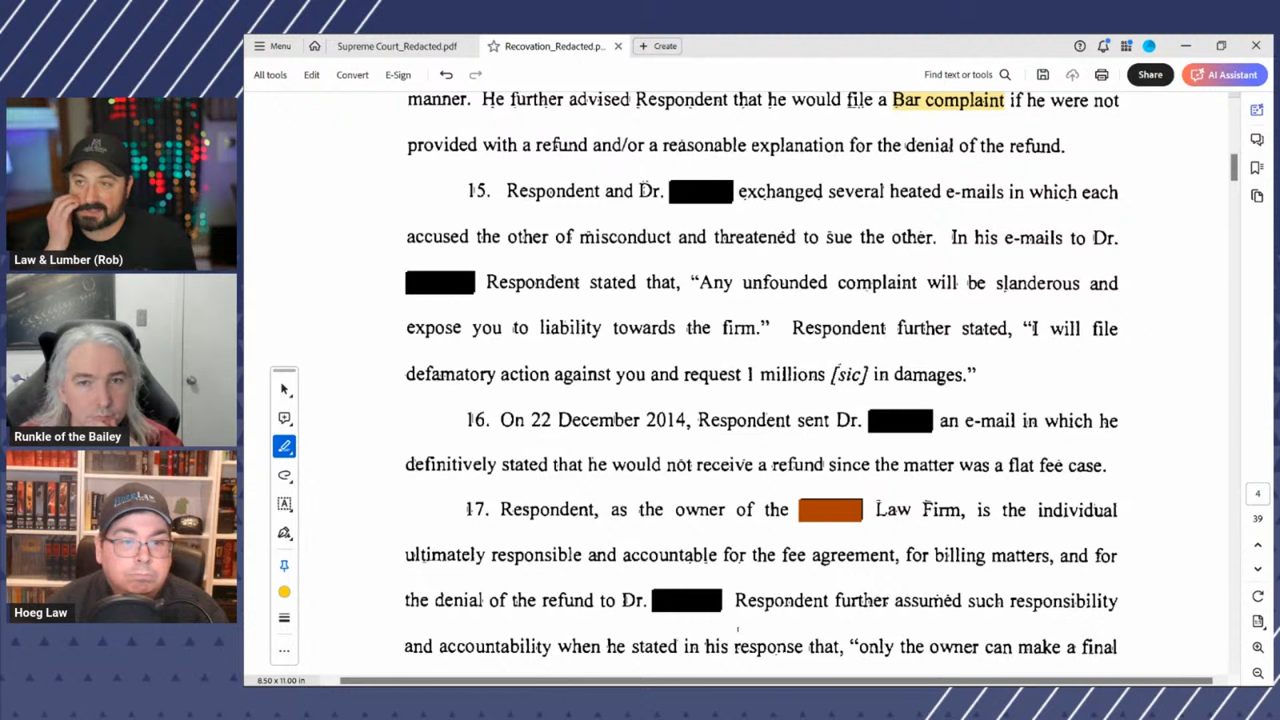 Menu
Supreme Court_Redacted.pdf
Recovation_Redacted.p...
Create
All tools
Edit
Convert
E-Sign
Find text or tools
Share
AI Assistant
manner. He further advised Respondent that he would file a Bar complaint if he were not
provided with a refund and/or a reasonable explanation for the denial of the refund.
15. Respondent and Dr. exchanged several heated e-mails in which each
accused the other of misconduct and threatened to sue the other. In his e-mails to Dr.
Respondent stated that, “Any unfounded complaint will be slanderous and
expose you to liability towards the firm.” Respondent further stated, “I will file
defamatory action against you and request 1 millions [sic] in damages.”
16. On 22 December 2014, Respondent sent Dr. an e-mail in which he
definitively stated that he would not receive a refund since the matter was a flat fee case.
17. Respondent, as the owner of the Law Firm, is the individual
ultimately responsible and accountable for the fee agreement, for billing matters, and for
the denial of the refund to Dr. Respondent further assumed such responsibility
and accountability when he stated in his response that, “only the owner can make a final
4
39
8.50 x 11.00 in
Law & Lumber (Rob)
Runkle of the Bailey
Hoeg Law